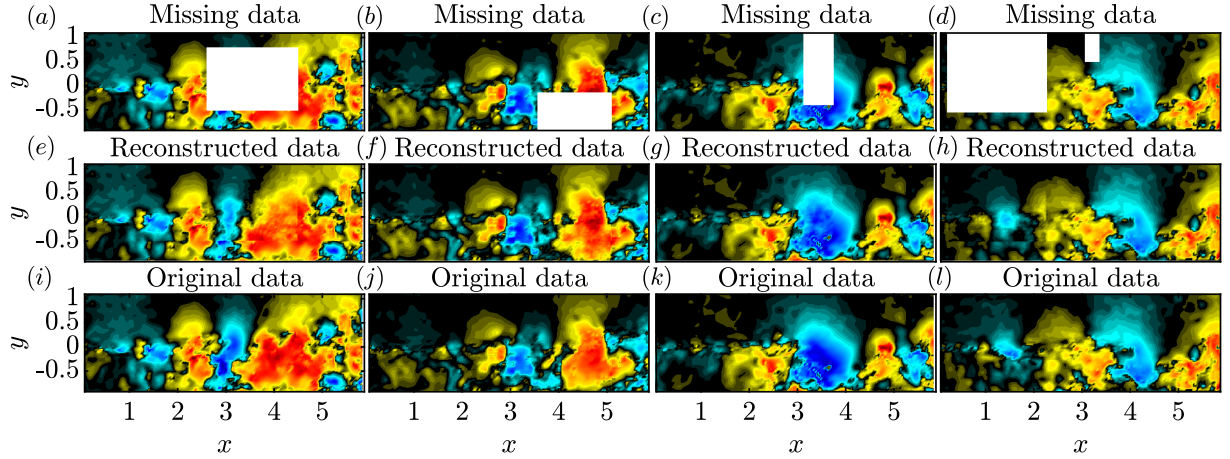 (a) Missing data (b) Missing data (c) Missing data (d) Missing data
y 1 0.5 0 -0.5
(e) Reconstructed data (f) Reconstructed data (g) Reconstructed data (h) Reconstructed data
y 1 0.5 0 -0.5
(i) Original data (j) Original data (k) Original data (l) Original data
y 1 0.5 0 -0.5
1 2 3 4 5 1 2 3 4 5 1 2 3 4 5 1 2 3 4 5
x x x x